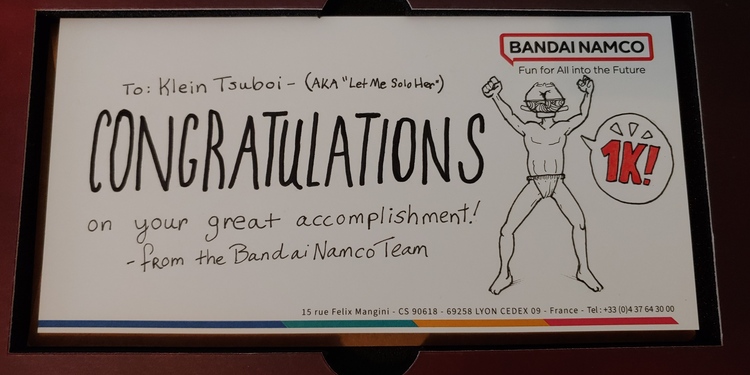 BANDAI NAMCO
Fun for All into the Future
To: Klein Tsuboi - (AKA "Let Me Solo Her")
CONGRATULATIONS
1K!
on your great accomplishment!
- from the Bandai Namco Team
15 rue Felix Mangini - CS 90618 - 69258 LYON CEDEX 09 - France - Tel : +33 (0)4 37 64 30 00